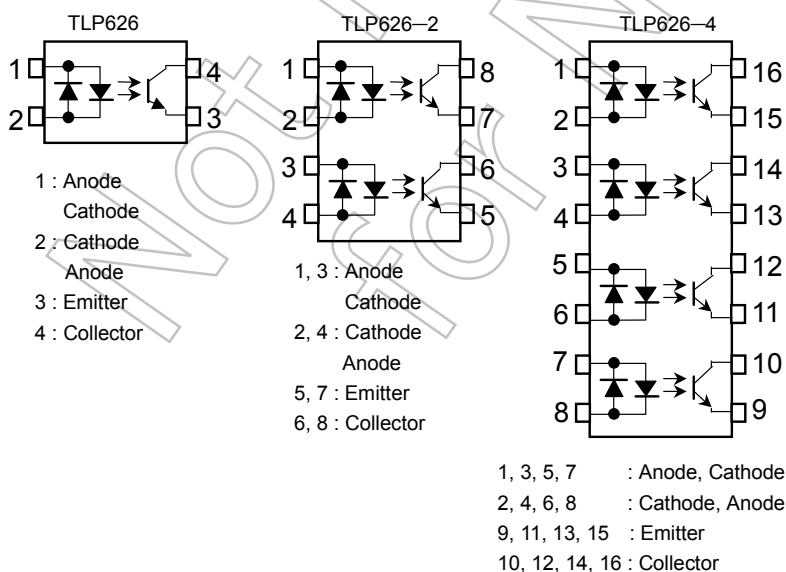 TLP626
1
2
4
3
1 : Anode
Cathode
2 : Cathode
Anode
3 : Emitter
4 : Collector
TLP626−2
1
2
3
4
8
7
6
5
1, 3 : Anode
Cathode
2, 4 : Cathode
Anode
5, 7 : Emitter
6, 8 : Collector
TLP626−4
1
2
3
4
5
6
7
8
16
15
14
13
12
11
10
9
1, 3, 5, 7 : Anode, Cathode
2, 4, 6, 8 : Cathode, Anode
9, 11, 13, 15 : Emitter
10, 12, 14, 16 : Collector
Not
for